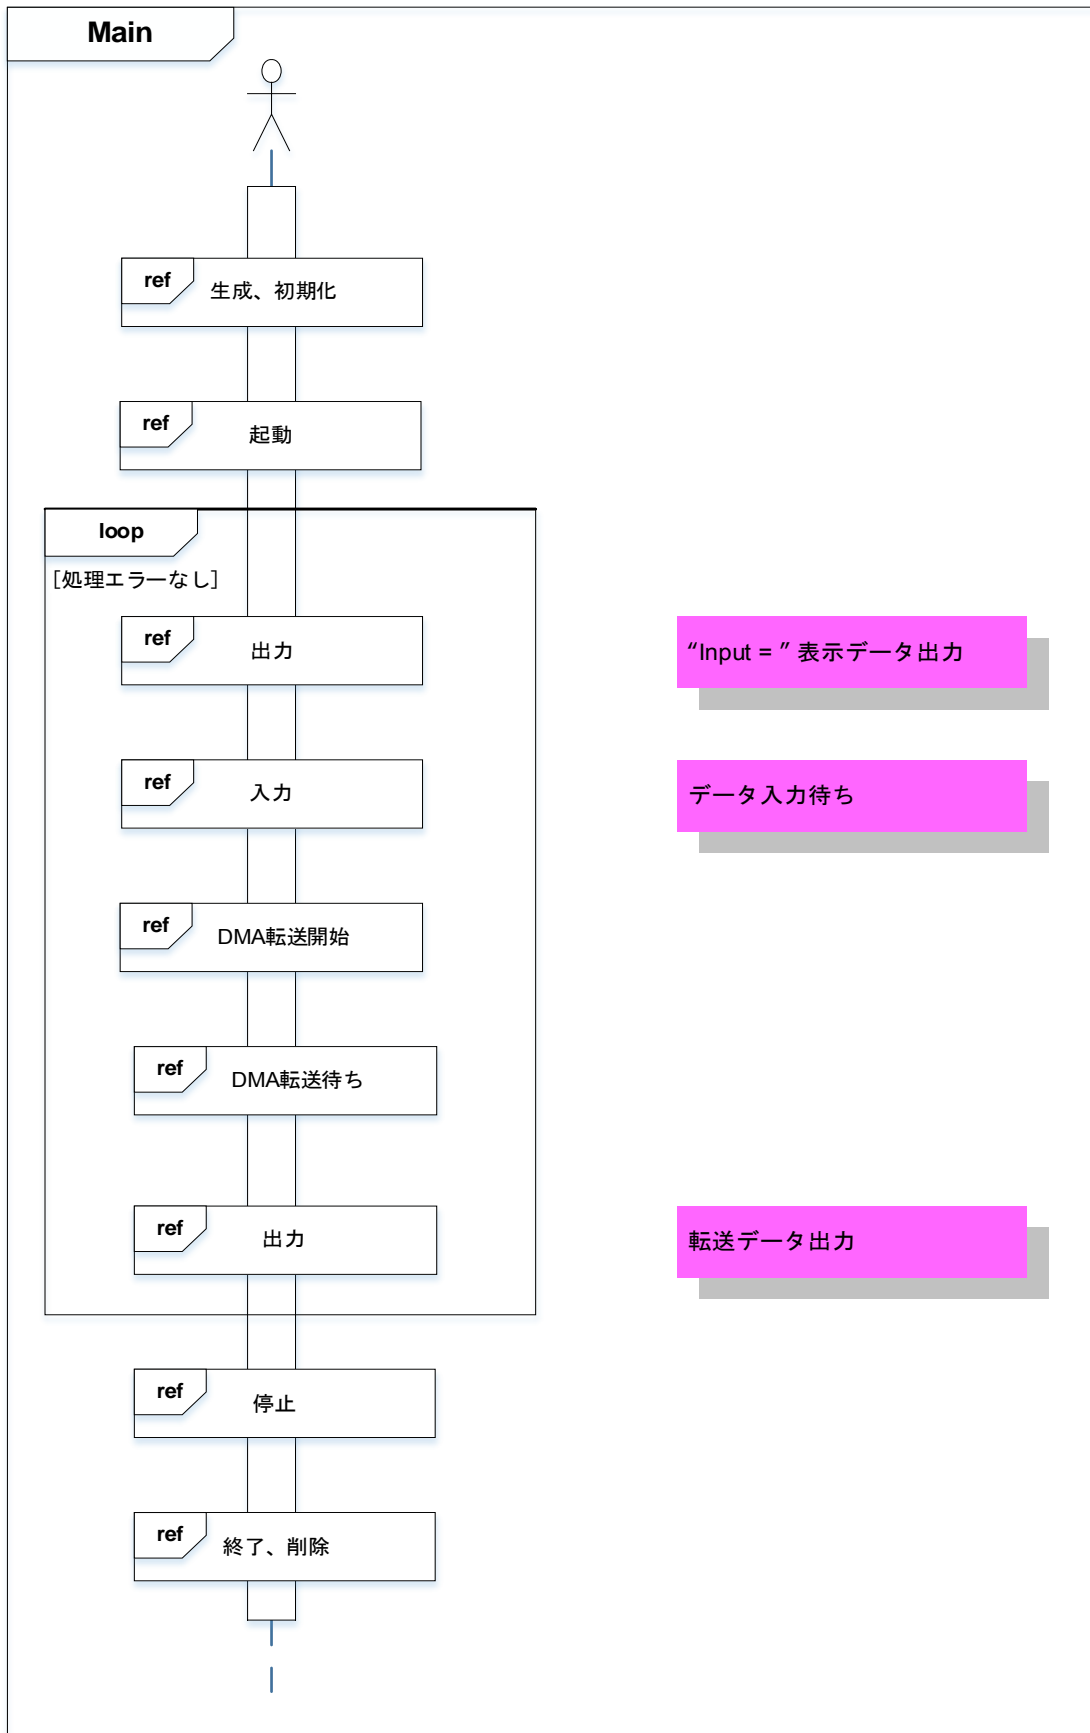 Main
ref
生成、初期化
ref
起動
loop
[処理エラーなし]
ref
出力
“Input = ” 表示データ出力
ref
入力
データ入力待ち
ref
DMA転送開始
ref
DMA転送待ち
ref
出力
転送データ出力
ref
停止
ref
終了、削除